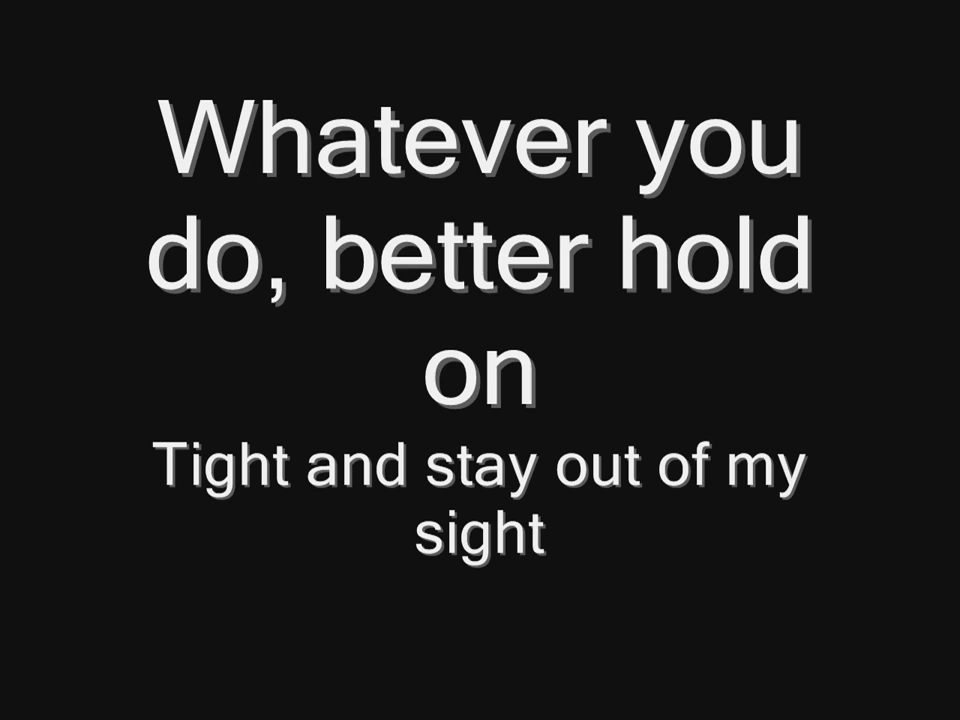 Whatever you
do, better hold
on
Tight and stay out of my
sight